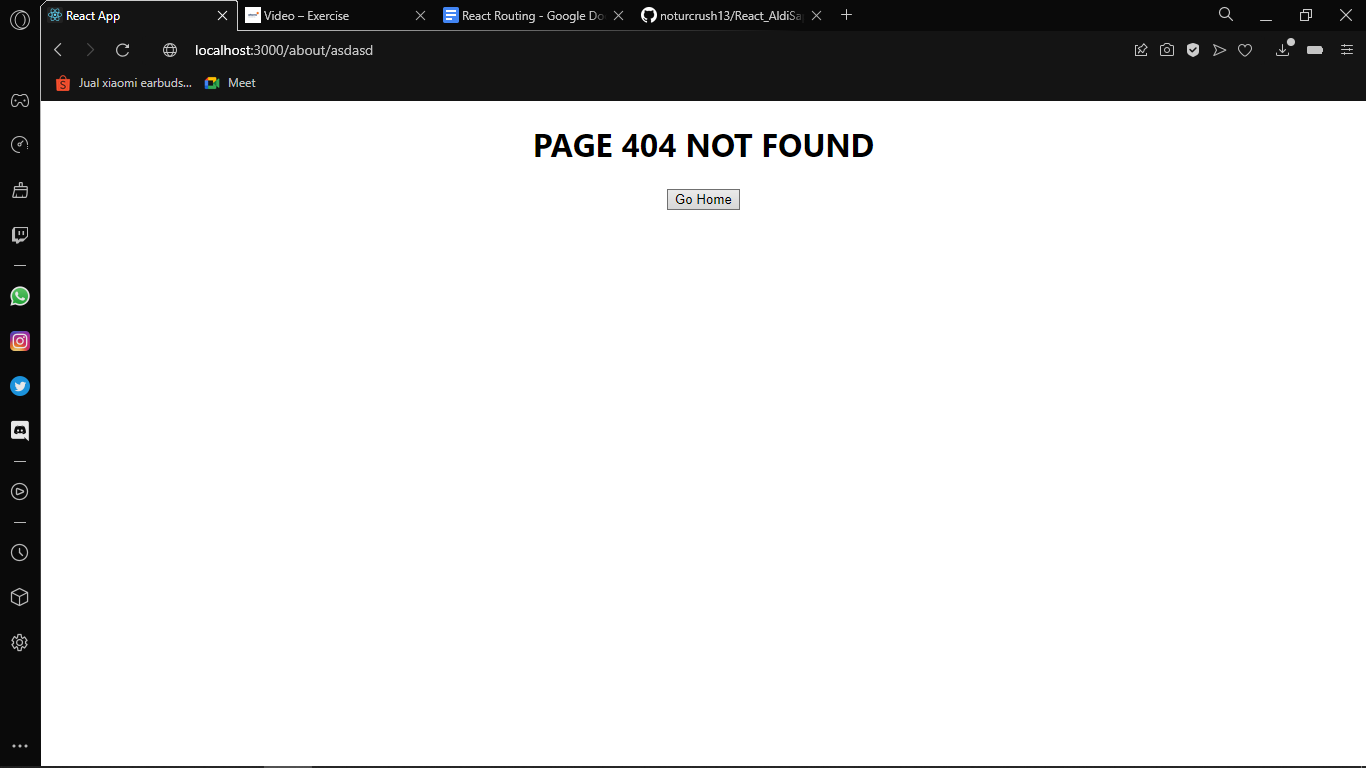 React App
Video – Exercise
React Routing - Google Do
noturcrush13/React_AldiSa
localhost:3000/about/asdasd
Jual xiaomi earbuds...
Meet
PAGE 404 NOT FOUND
Go Home